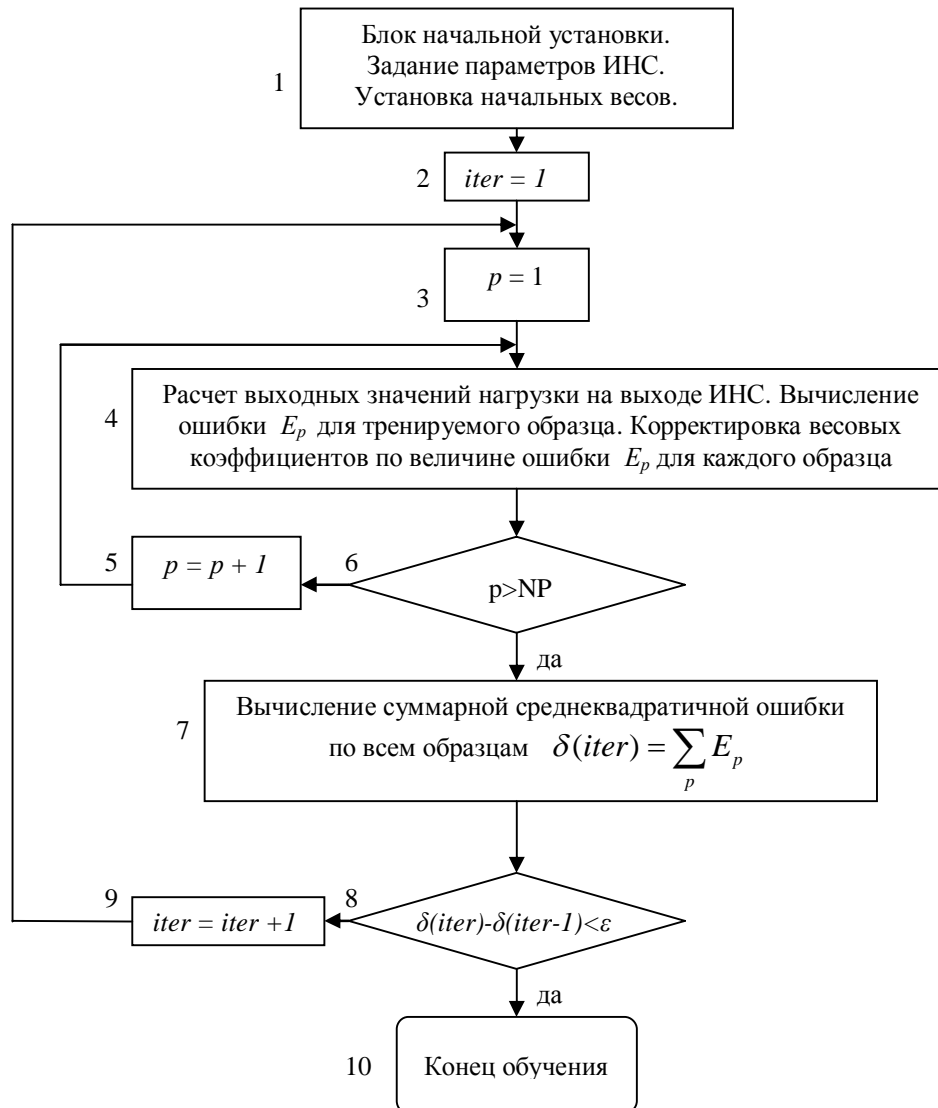 Блок начальной установки.
Задание параметров ИНС.
Установка начальных весов.
1
2
iter = 1
p = 1
3
4
Расчет выходных значений нагрузки на выходе ИНС. Вычисление
ошибки E_p для тренируемого образца. Корректировка весовых
коэффициентов по величине ошибки E_p для каждого образца
5
p = p + 1
6
p>NP
да
7
Вычисление суммарной среднеквадратичной ошибки
по всем образцам δ(iter) = ∑_p E_p
9
iter = iter +1
8
δ(iter)-δ(iter-1)<ε
да
10
Конец обучения